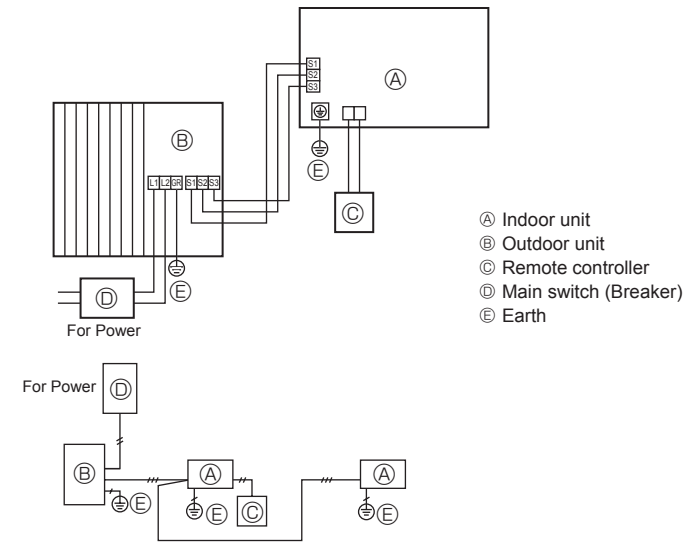 S1
S2
S3
Ⓐ
Ⓑ
L1 L2 GR S1 S2 S3
Ⓔ
Ⓒ
Ⓔ
Ⓓ
For Power
Ⓐ Indoor unit
Ⓑ Outdoor unit
Ⓒ Remote controller
Ⓓ Main switch (Breaker)
Ⓔ Earth
For Power Ⓓ
Ⓑ Ⓐ Ⓐ
Ⓔ Ⓔ Ⓒ Ⓔ